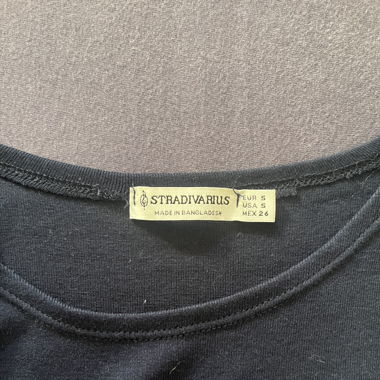 STRADIVARIUS
MADE IN BANGLADESH
EUR S
USA S
MEX 26